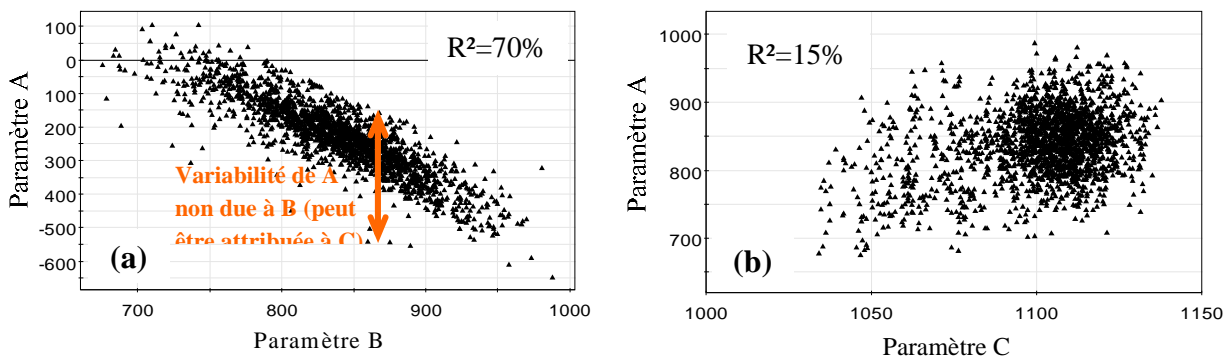 100
0
100
200
300
400
-500
-600
Paramètre A
R²=70%
Variabilité de A
non due à B (peut
être attribuée à C)
(a)
700
800
900
1000
Paramètre B
1000
900
800
700
Paramètre A
R²=15%
(b)
1000
1050
1100
1150
Paramètre C